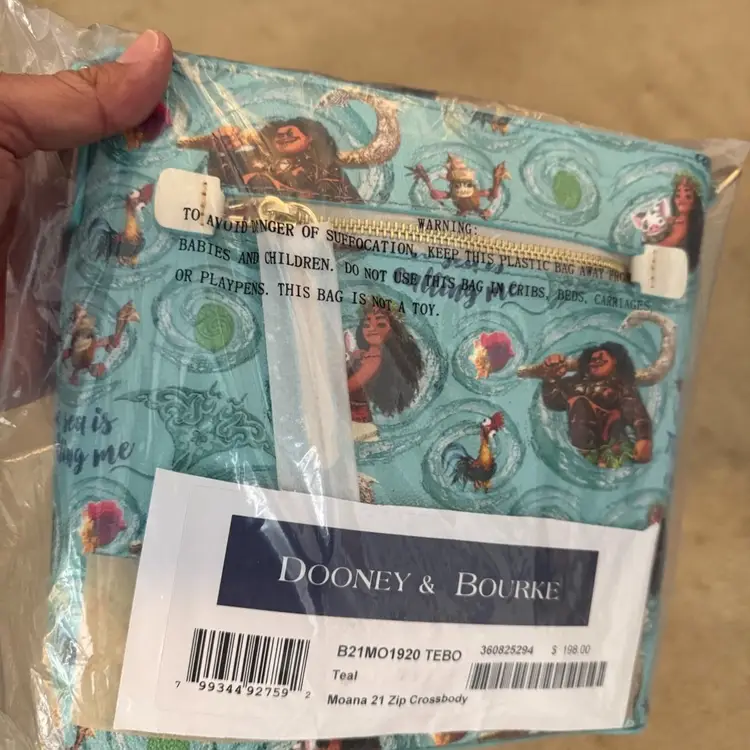 WARNING:
TO AVOID DANGER OF SUFFOCATION, KEEP THIS PLASTIC BAG AWAY FROM
BABIES AND CHILDREN. DO NOT USE THIS BAG IN CRIBS, BEDS, CARRIAGES
OR PLAYPENS. THIS BAG IS NOT A TOY.
is
me
sea is
me
DOONEY & BOURKE
B21MO1920 TEBO 360825294 $ 198.00
Teal
Moana 21 Zip Crossbody
7 99344 92759 2